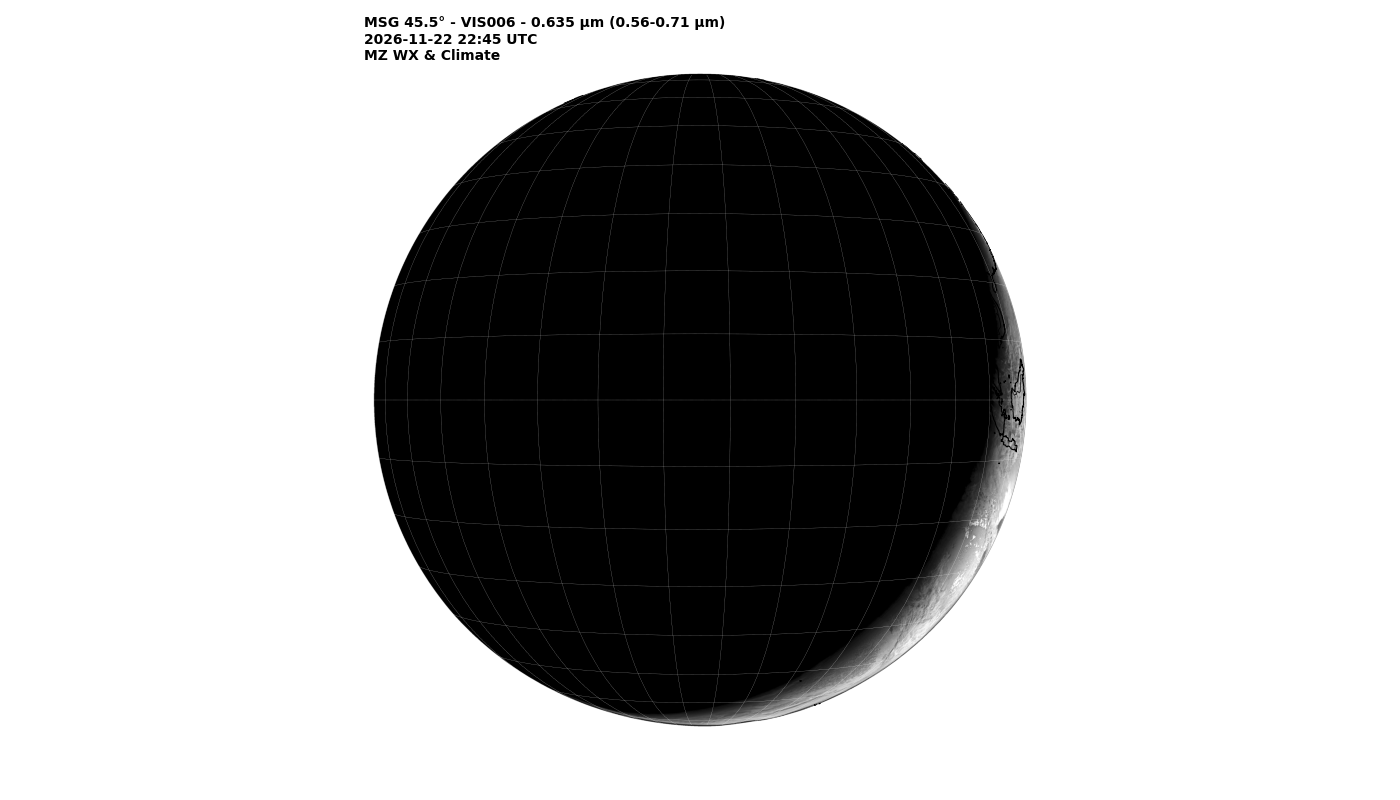 MSG 45.5° - VIS006 - 0.635 µm (0.56-0.71 µm)
2026-11-22 22:45 UTC
MZ WX & Climate